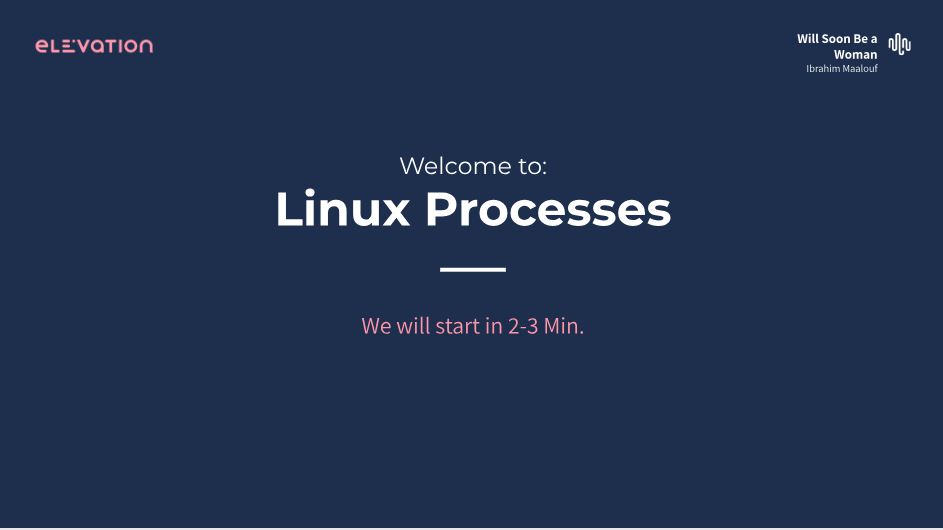 ELEVATION
Will Soon Be a
Woman
Ibrahim Maalouf
Welcome to:
Linux Processes
We will start in 2-3 Min.